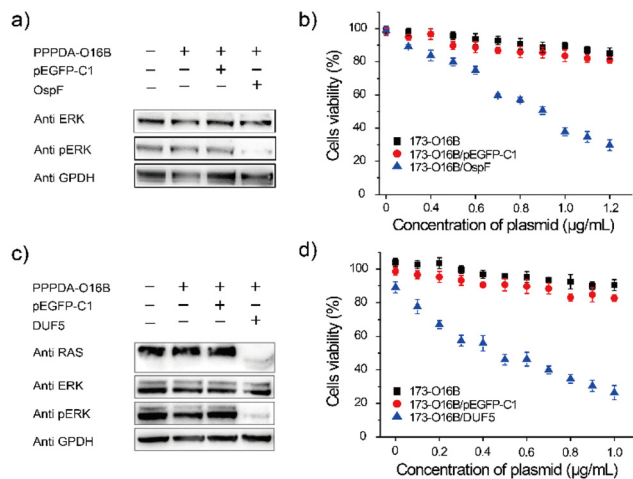 a)
PPPDA-O16B − + + +
pEGFP-C1 − − + −
OspF − − − +
Anti ERK
Anti pERK
Anti GPDH
b)
Cells viability (%)
100
80
60
40
20
173-O16B
173-O16B/pEGFP-C1
173-O16B/OspF
0 0.4 0.6 0.8 1.0 1.2
Concentration of plasmid (μg/mL)
c)
PPPDA-O16B − + + +
pEGFP-C1 − − + −
DUF5 − − − +
Anti RAS
Anti ERK
Anti pERK
Anti GPDH
d)
Cells viability (%)
100
80
60
40
20
0
173-O16B
173-O16B/pEGFP-C1
173-O16B/DUF5
0 0.2 0.4 0.6 0.8 1.0
Concentration of plasmid (μg/mL)